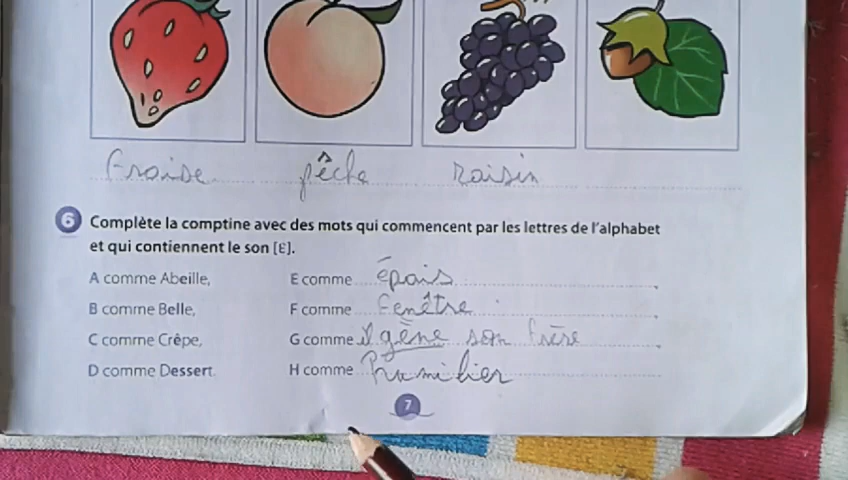 fraise pêche raisin
6 Complète la comptine avec des mots qui commencent par les lettres de l'alphabet
et qui contiennent le son [ɛ].
A comme Abeille, E comme épais,
B comme Belle, F comme fenêtre.
C comme Crêpe, G comme il gène son frère,
D comme Dessert. H comme humilier
7